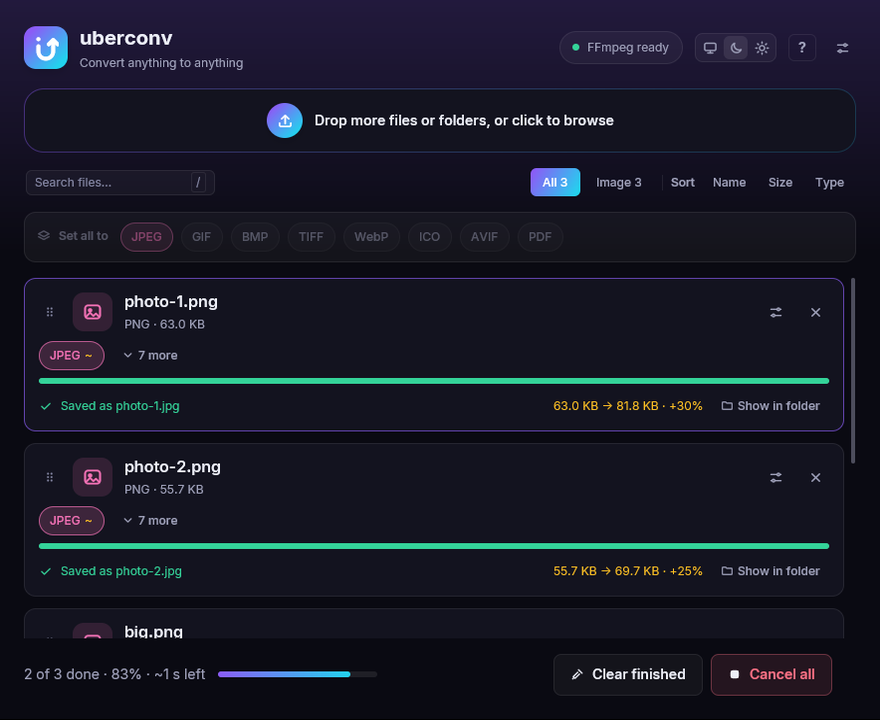 uberconv
Convert anything to anything
FFmpeg ready
?
Drop more files or folders, or click to browse
Search files... /
All 3 Image 3 Sort Name Size Type
Set all to JPEG GIF BMP TIFF WebP ICO AVIF PDF
photo-1.png
PNG · 63.0 KB
JPEG ~ 7 more
Saved as photo-1.jpg 63.0 KB → 81.8 KB · +30% Show in folder
photo-2.png
PNG · 55.7 KB
JPEG ~ 7 more
Saved as photo-2.jpg 55.7 KB → 69.7 KB · +25% Show in folder
big.png
2 of 3 done · 83% · ~1 s left Clear finished Cancel all